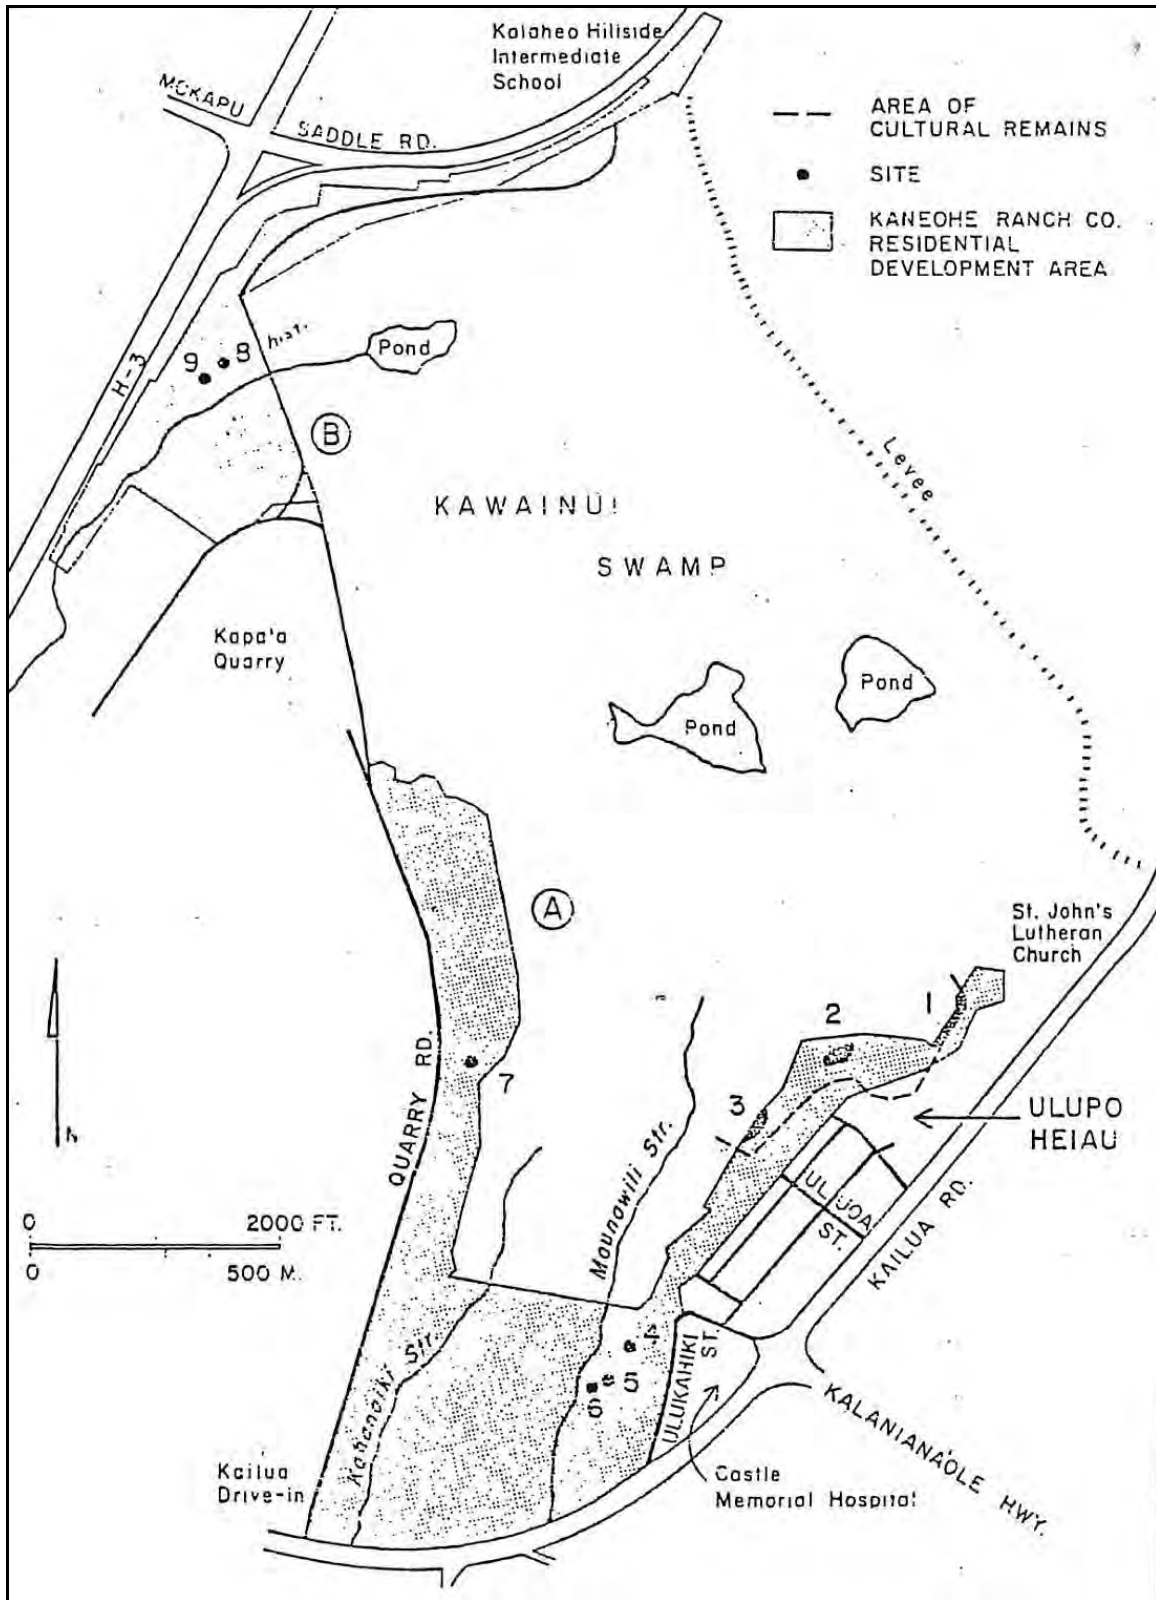 Kalaheo Hillside
Intermediate
School
MOKAPU
SADDLE RD.
AREA OF
CULTURAL REMAINS
SITE
KANEOHE RANCH CO.
RESIDENTIAL
DEVELOPMENT AREA
H-3
9
8
hist.
Pond
B
Levee
KAWAINUI
SWAMP
Kapa'a
Quarry
Pond
Pond
A
St. John's
Lutheran
Church
1
2
3
7
QUARRY RD.
N
ULUPO
HEIAU
0 2000 FT.
0 500 M.
Maunawili Str.
ULUOA
ST.
KAILUA RD.
Kahanaiki Str.
4
5
6
ULUKAHIKI
ST.
KALANIANAOLE HWY.
Kailua
Drive-in
Castle
Memorial Hospital